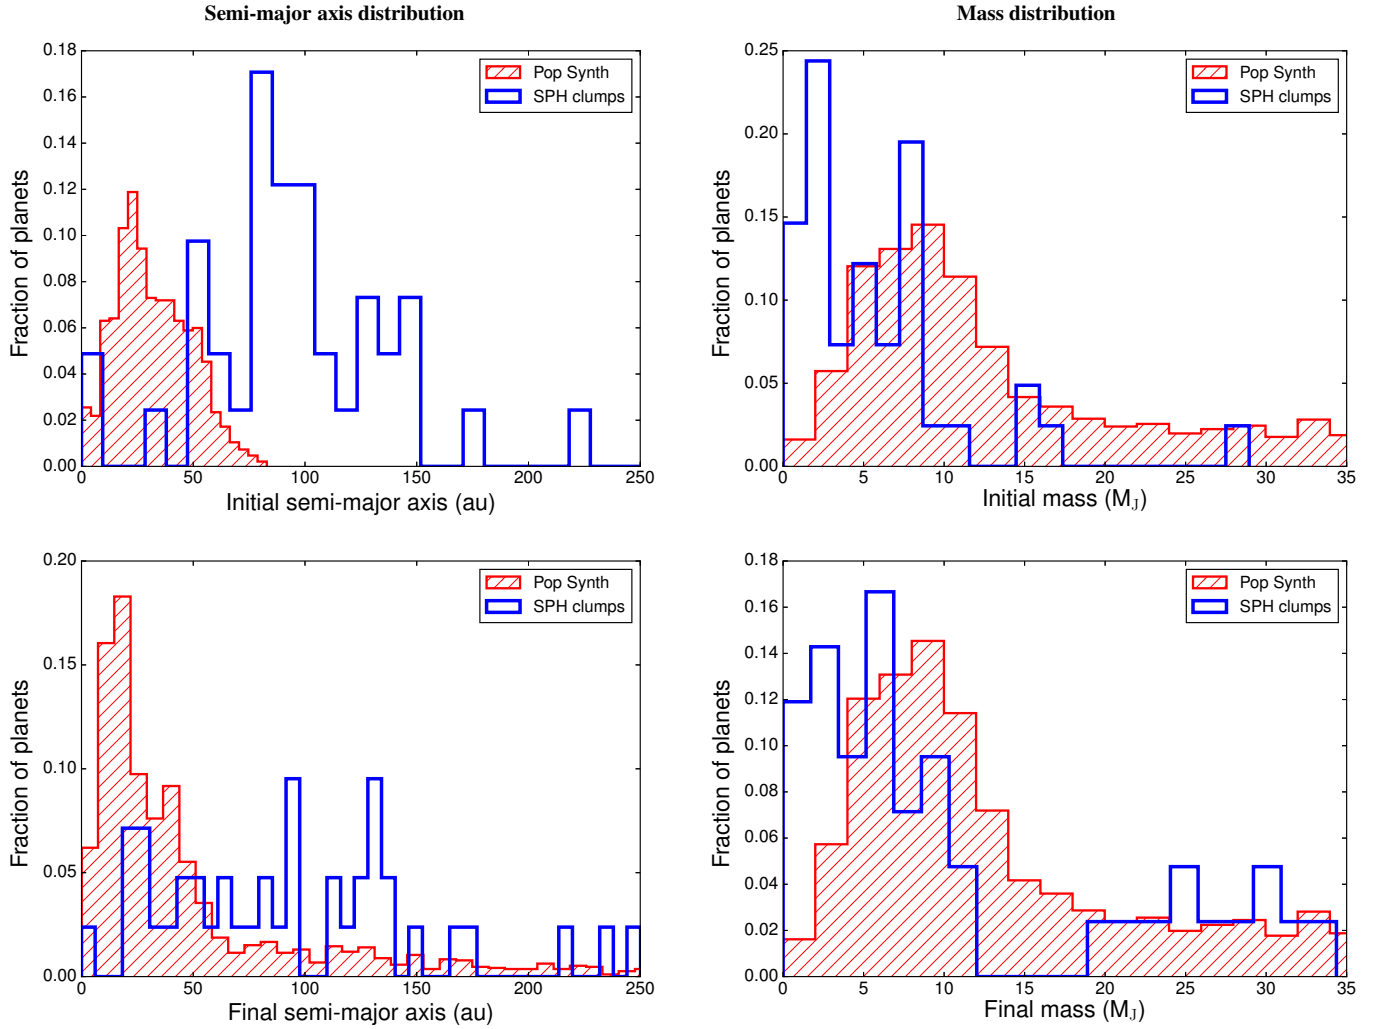 Semi-major axis distribution
Mass distribution
0.18
0.16
0.14
0.12
0.10
0.08
0.06
0.04
0.02
0.00
Fraction of planets
Pop Synth
SPH clumps
0 50 100 150 200 250
Initial semi-major axis (au)
0.25
0.20
0.15
0.10
0.05
0.00
Fraction of planets
Pop Synth
SPH clumps
0 5 10 15 20 25 30 35
Initial mass (M_J)
0.20
0.15
0.10
0.05
0.00
Fraction of planets
Pop Synth
SPH clumps
0 50 100 150 200 250
Final semi-major axis (au)
0.18
0.16
0.14
0.12
0.10
0.08
0.06
0.04
0.02
0.00
Fraction of planets
Pop Synth
SPH clumps
0 5 10 15 20 25 30 35
Final mass (M_J)